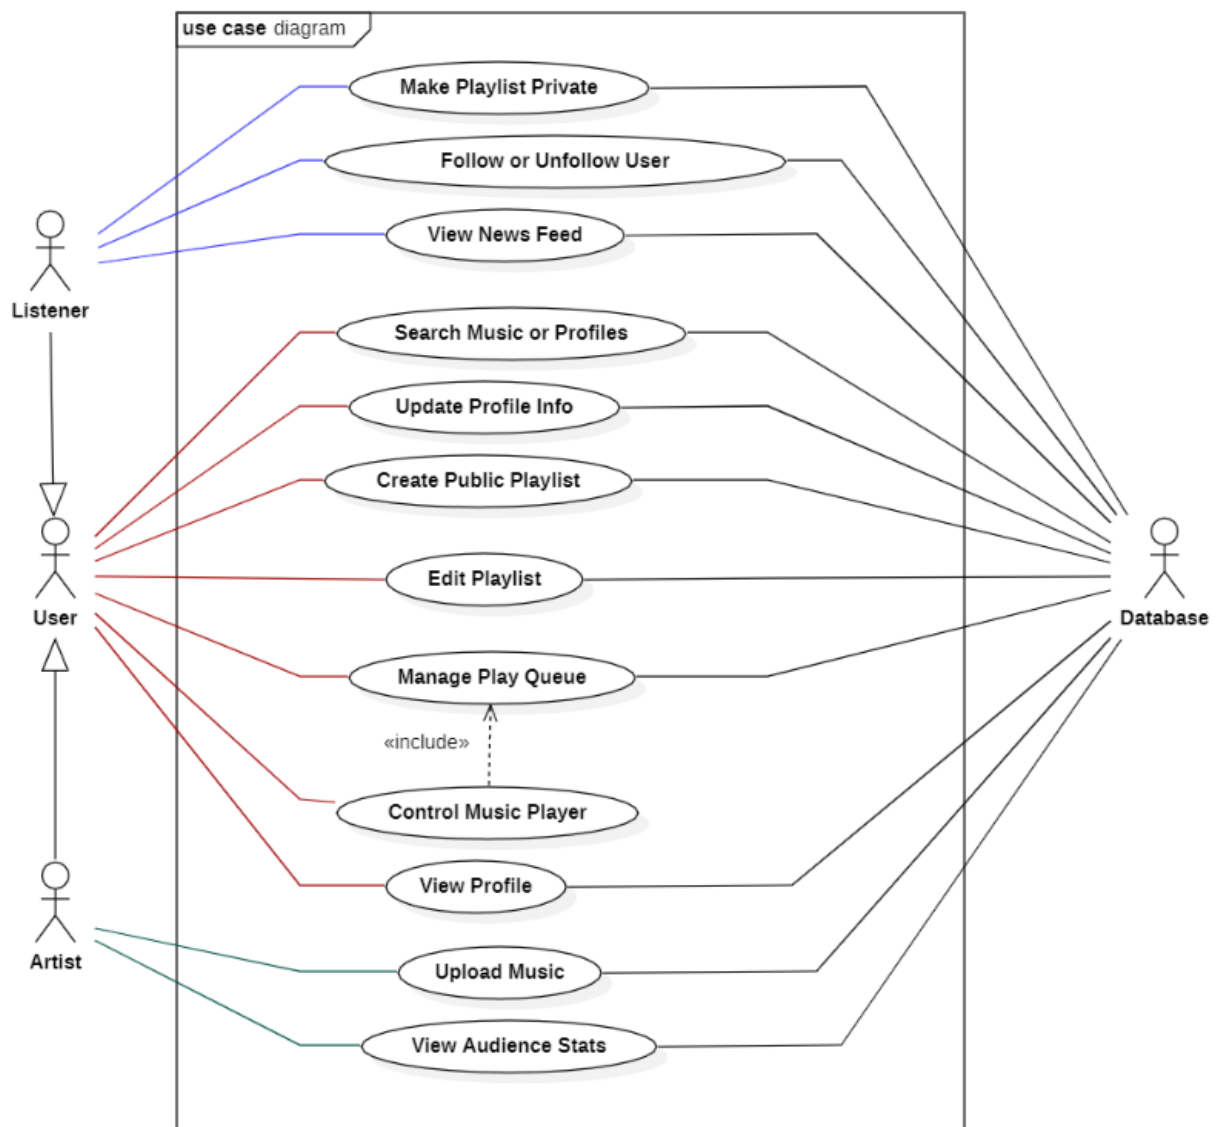 use case diagram
Make Playlist Private
Follow or Unfollow User
View News Feed
Listener
Search Music or Profiles
Update Profile Info
Create Public Playlist
Edit Playlist
User
Database
Manage Play Queue
«include»
Control Music Player
View Profile
Artist
Upload Music
View Audience Stats